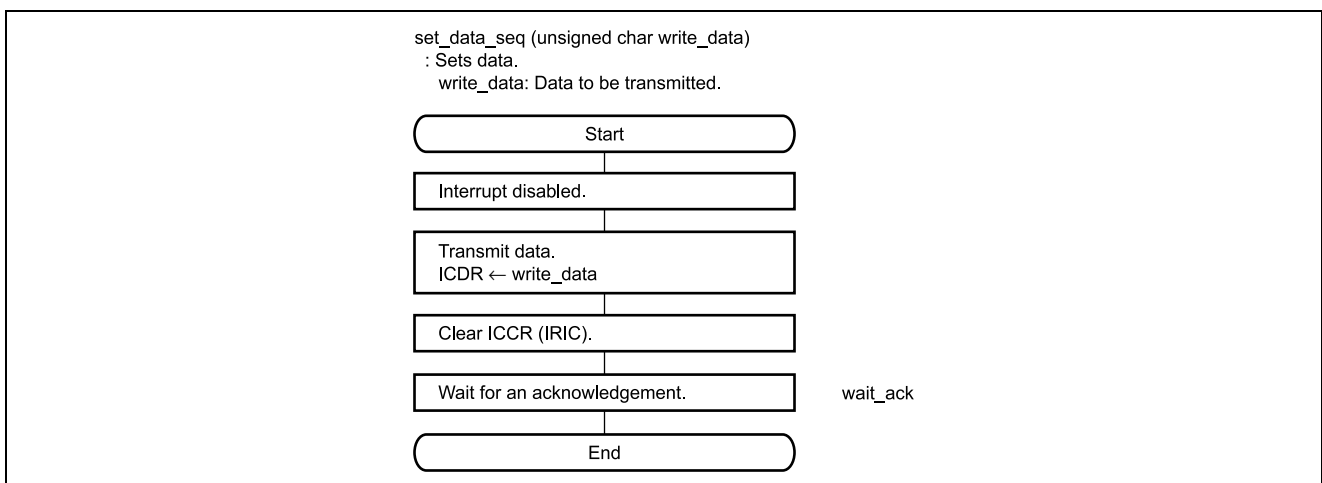 set_data_seq (unsigned char write_data)
: Sets data.
write_data: Data to be transmitted.
Start
Interrupt disabled.
Transmit data.
ICDR ← write_data
Clear ICCR (IRIC).
Wait for an acknowledgement.
wait_ack
End